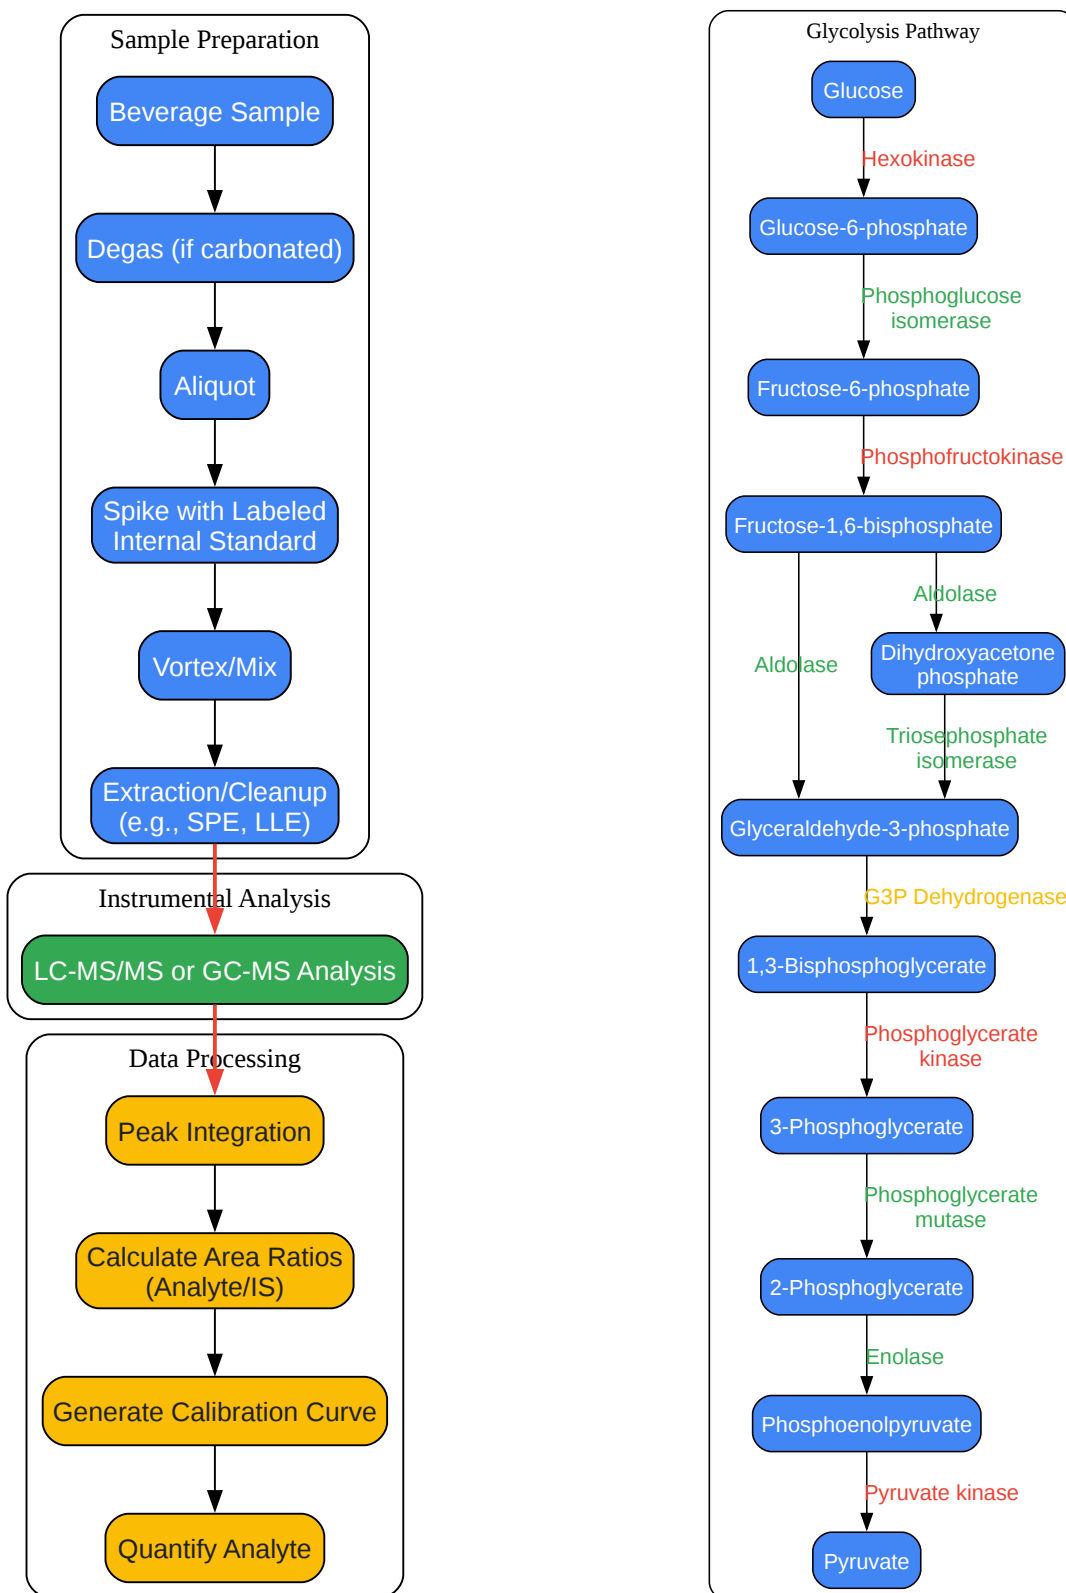 Sample Preparation
Beverage Sample
Degas (if carbonated)
Aliquot
Spike with Labeled
Internal Standard
Vortex/Mix
Extraction/Cleanup
(e.g., SPE, LLE)
Instrumental Analysis
LC-MS/MS or GC-MS Analysis
Data Processing
Peak Integration
Calculate Area Ratios
(Analyte/IS)
Generate Calibration Curve
Quantify Analyte
Glycolysis Pathway
Glucose
Hexokinase
Glucose-6-phosphate
Phosphoglucose
isomerase
Fructose-6-phosphate
Phosphofructokinase
Fructose-1,6-bisphosphate
Aldolase
Dihydroxyacetone
phosphate
Aldolase
Triosephosphate
isomerase
Glyceraldehyde-3-phosphate
G3P Dehydrogenase
1,3-Bisphosphoglycerate
Phosphoglycerate
kinase
3-Phosphoglycerate
Phosphoglycerate
mutase
2-Phosphoglycerate
Enolase
Phosphoenolpyruvate
Pyruvate kinase
Pyruvate